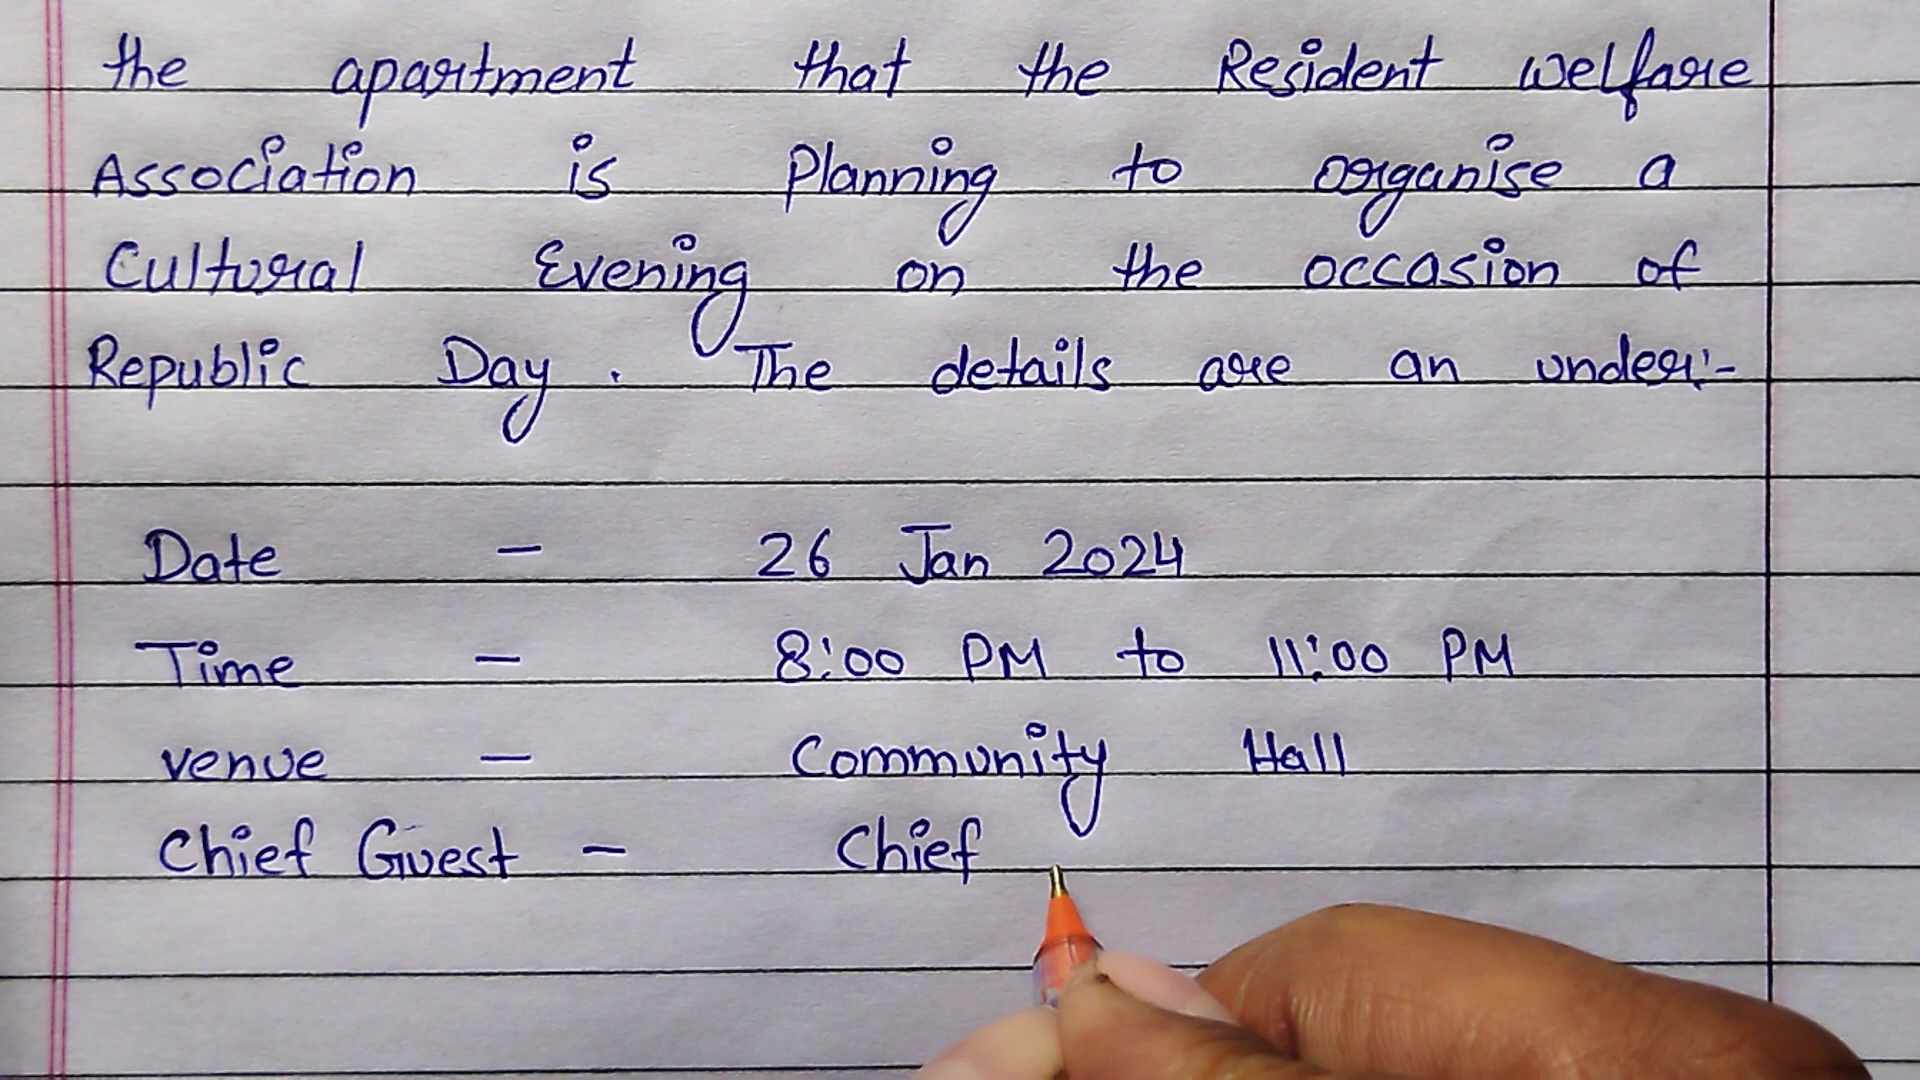 the apartment that the Resident welfare
Association is Planning to organise a
Cultural Evening on the occasion of
Republic Day. The details are an under:-
Date - 26 Jan 2024
Time - 8:00 PM to 11:00 PM
venue - Community Hall
Chief Guest - Chief